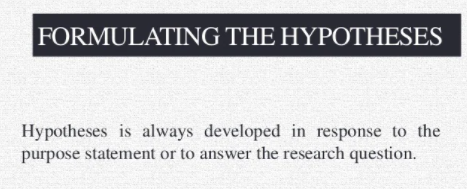 FORMULATING THE HYPOTHESES
Hypotheses is always developed in response to the
purpose statement or to answer the research question.